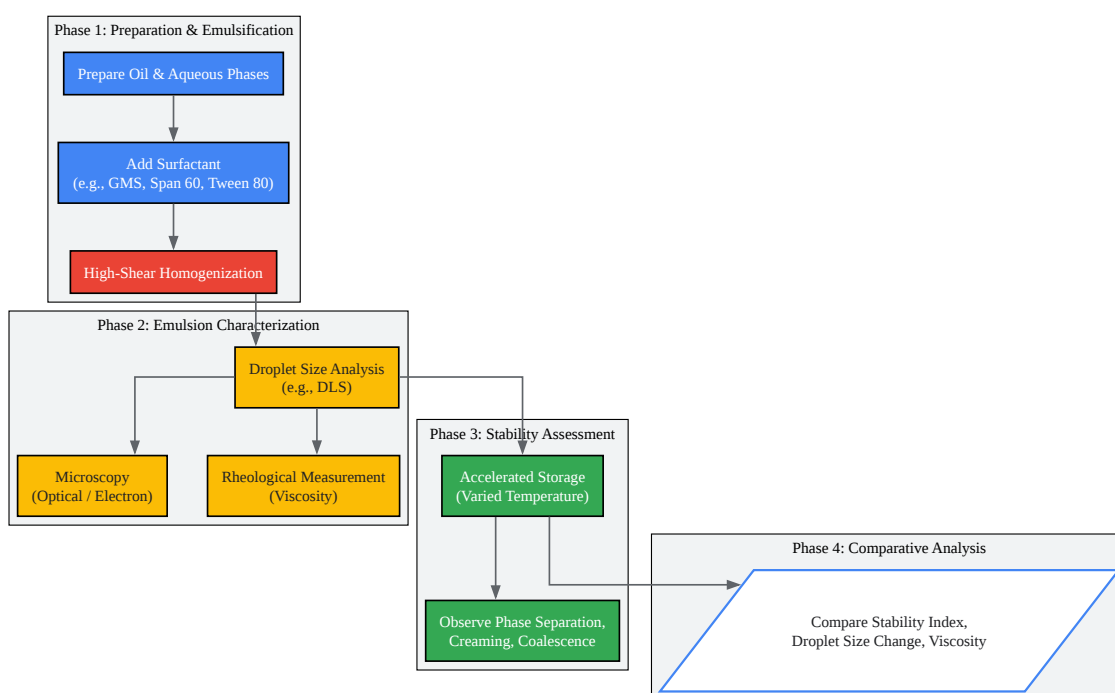 Phase 1: Preparation & Emulsification
Prepare Oil & Aqueous Phases
Add Surfactant
(e.g., GMS, Span 60, Tween 80)
High-Shear Homogenization
Phase 2: Emulsion Characterization
Droplet Size Analysis
(e.g., DLS)
Microscopy
(Optical / Electron)
Rheological Measurement
(Viscosity)
Phase 3: Stability Assessment
Accelerated Storage
(Varied Temperature)
Observe Phase Separation,
Creaming, Coalescence
Phase 4: Comparative Analysis
Compare Stability Index,
Droplet Size Change, Viscosity